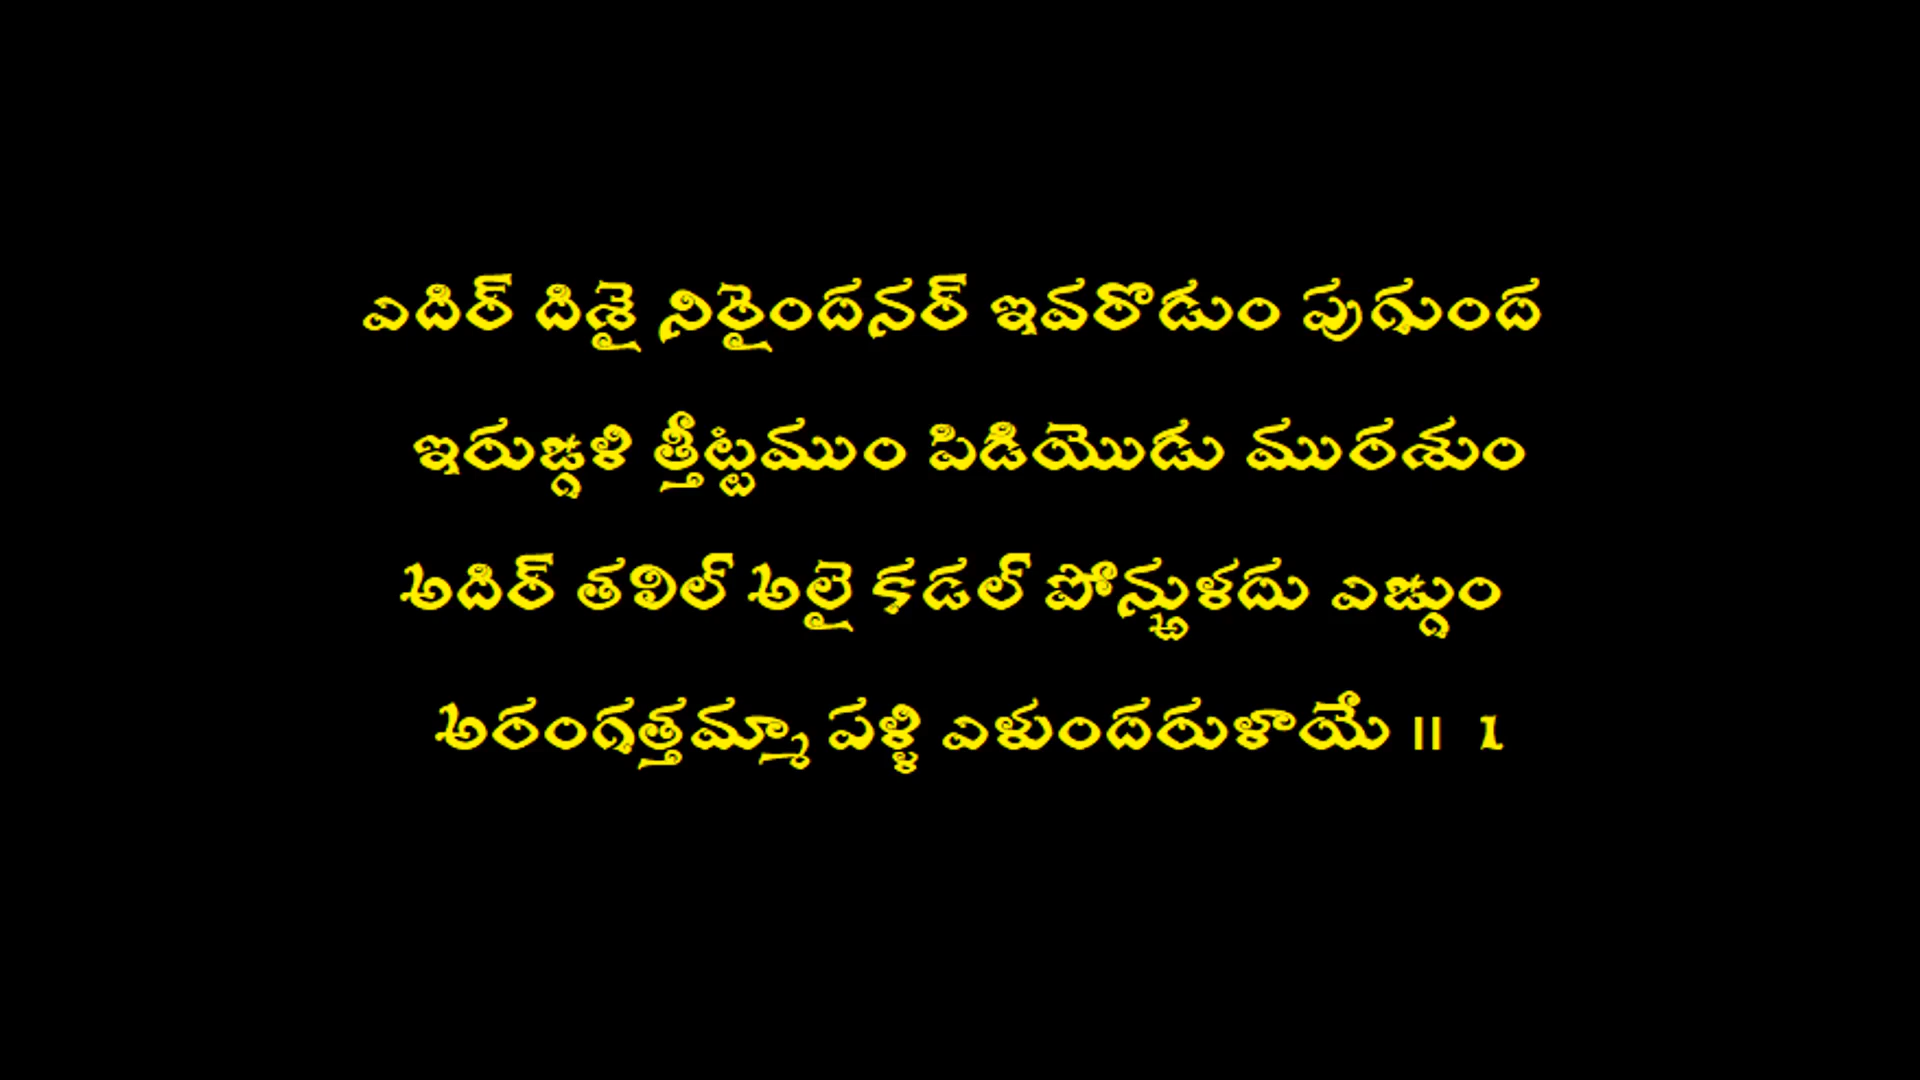 ఎదిర్ దిశై నిరైందనర్ ఇవరొడుం పుగుంద
ఇరుఙ్గళి త్తీట్టముం పిడియొడు మురశుం
అదిర్ తలిల్ అలై కడల్ పోన్ఱుళదు ఎఙ్గుం
అరంగత్తమ్మా పళ్ళి ఎళుందరుళాయే ॥ 1